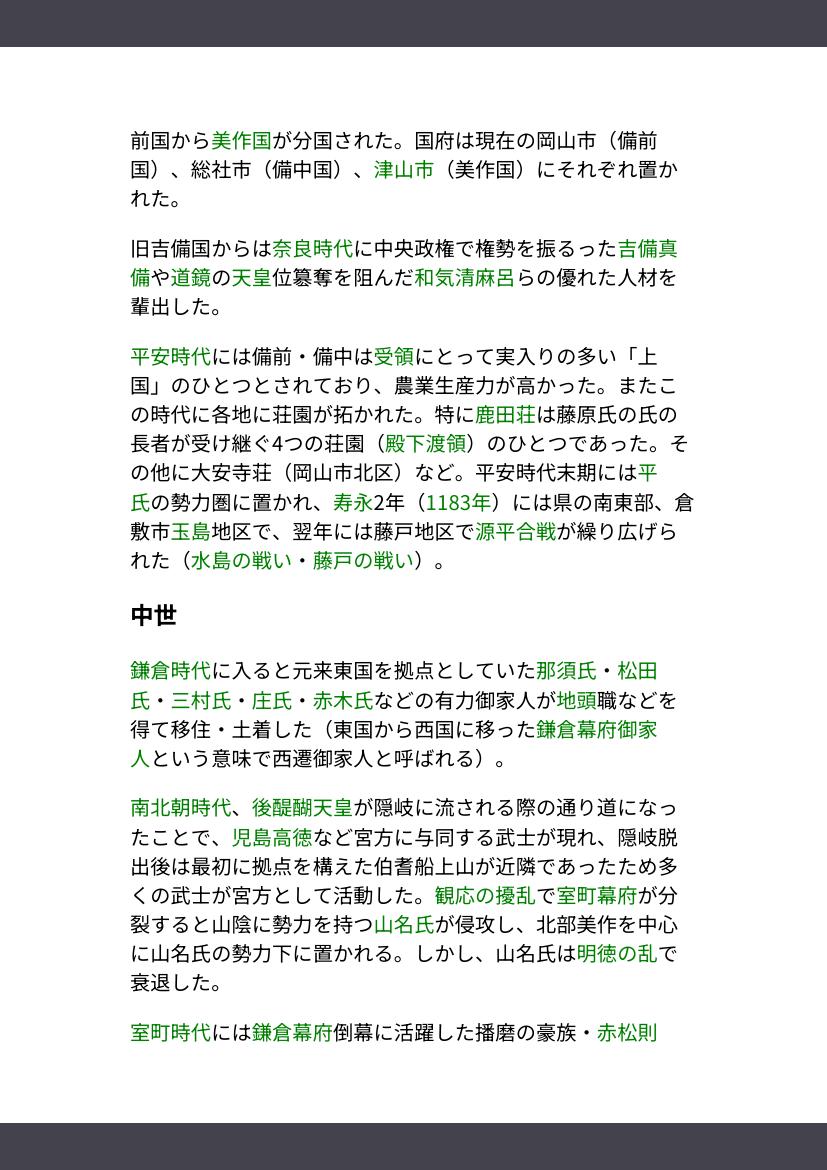 前国から美作国が分国された。国府は現在の岡山市（備前
国）、総社市（備中国）、津山市（美作国）にそれぞれ置か
れた。
旧吉備国からは奈良時代に中央政権で権勢を振るった吉備真
備や道鏡の天皇位簒奪を阻んだ和気清麻呂らの優れた人材を
輩出した。
平安時代には備前・備中は受領にとって実入りの多い「上
国」のひとつとされており、農業生産力が高かった。またこ
の時代に各地に荘園が拓かれた。特に鹿田荘は藤原氏の氏の
長者が受け継ぐ4つの荘園（殿下渡領）のひとつであった。そ
の他に大安寺荘（岡山市北区）など。平安時代末期には平
氏の勢力圏に置かれ、寿永2年（1183年）には県の南東部、倉
敷市玉島地区で、翌年には藤戸地区で源平合戦が繰り広げら
れた（水島の戦い・藤戸の戦い）。
中世
鎌倉時代に入ると元来東国を拠点としていた那須氏・松田
氏・三村氏・庄氏・赤木氏などの有力御家人が地頭職などを
得て移住・土着した（東国から西国に移った鎌倉幕府御家
人という意味で西遷御家人と呼ばれる）。
南北朝時代、後醍醐天皇が隠岐に流される際の通り道になっ
たことで、児島高徳など宮方に与同する武士が現れ、隠岐脱
出後は最初に拠点を構えた伯耆船上山が近隣であったため多
くの武士が宮方として活動した。観応の擾乱で室町幕府が分
裂すると山陰に勢力を持つ山名氏が侵攻し、北部美作を中心
に山名氏の勢力下に置かれる。しかし、山名氏は明徳の乱で
衰退した。
室町時代には鎌倉幕府倒幕に活躍した播磨の豪族・赤松則